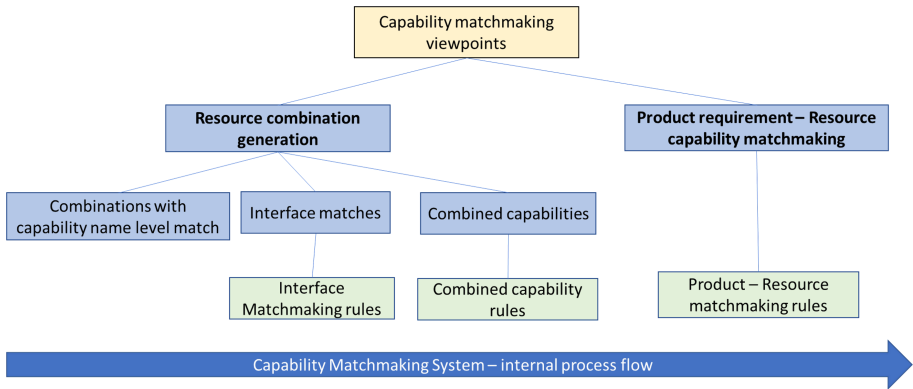 Capability matchmaking
viewpoints
Resource combination
generation
Product requirement – Resource
capability matchmaking
Combinations with
capability name level match
Interface matches
Combined capabilities
Interface
Matchmaking rules
Combined capability
rules
Product – Resource
matchmaking rules
Capability Matchmaking System – internal process flow